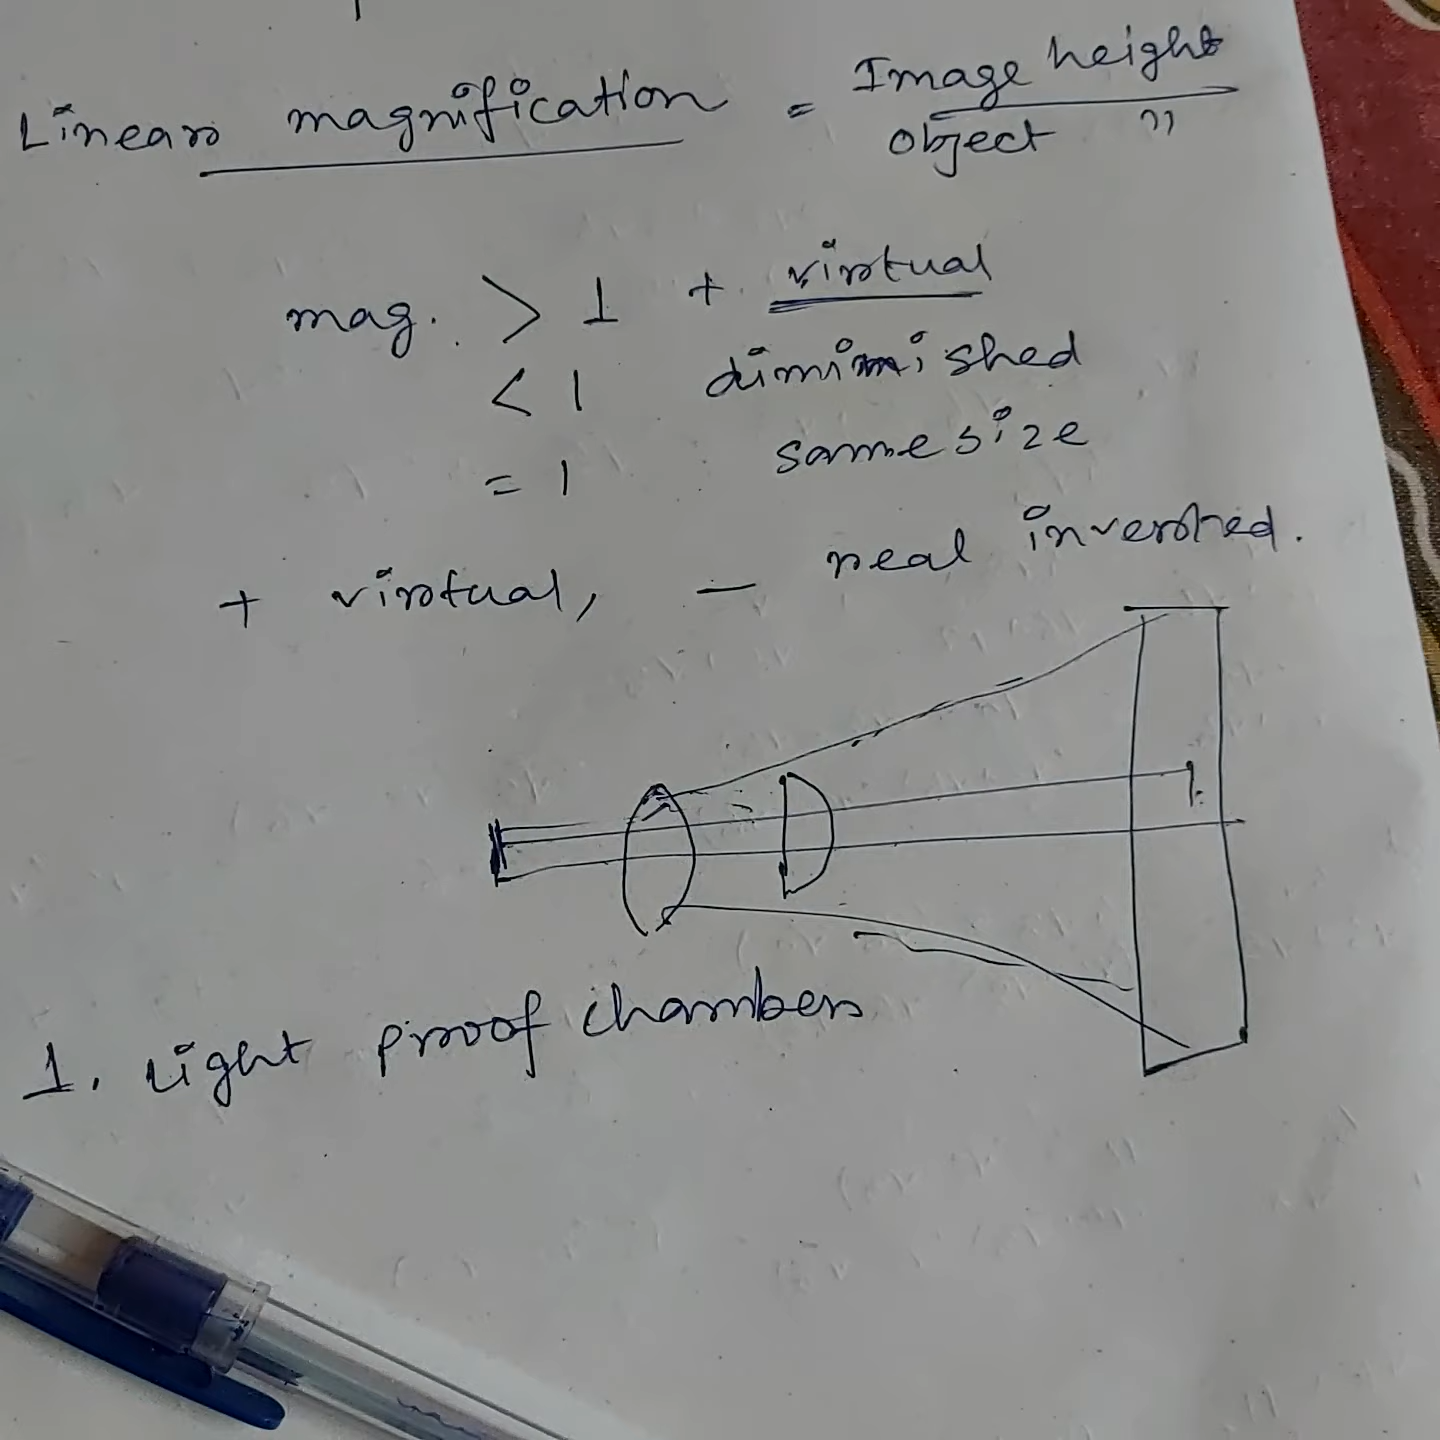 Linear magnification = Image height
object "
mag. > 1 + virtual
< 1 diminished
= 1 same size
+ virtual, - real inverted.
1. Light proof chamber